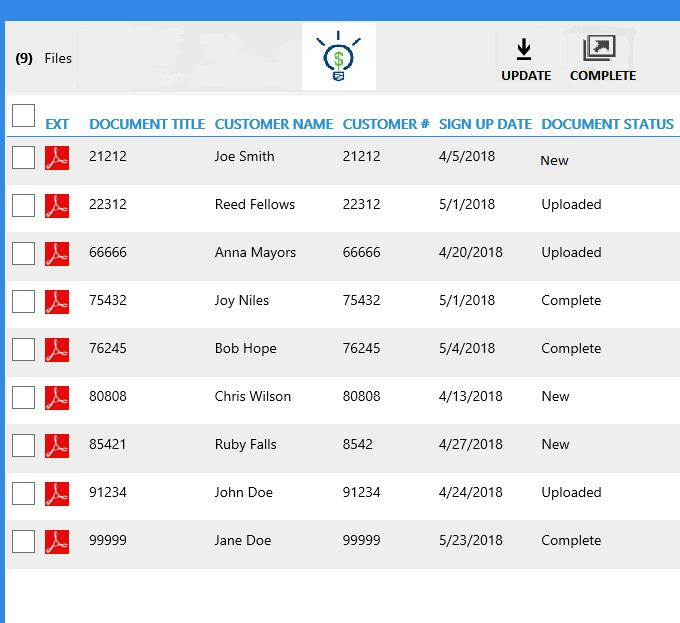 (9) Files
$
UPDATE COMPLETE
EXT DOCUMENT TITLE CUSTOMER NAME CUSTOMER # SIGN UP DATE DOCUMENT STATUS
21212 Joe Smith 21212 4/5/2018 New
22312 Reed Fellows 22312 5/1/2018 Uploaded
66666 Anna Mayors 66666 4/20/2018 Uploaded
75432 Joy Niles 75432 5/1/2018 Complete
76245 Bob Hope 76245 5/4/2018 Complete
80808 Chris Wilson 80808 4/13/2018 New
85421 Ruby Falls 8542 4/27/2018 New
91234 John Doe 91234 4/24/2018 Uploaded
99999 Jane Doe 99999 5/23/2018 Complete